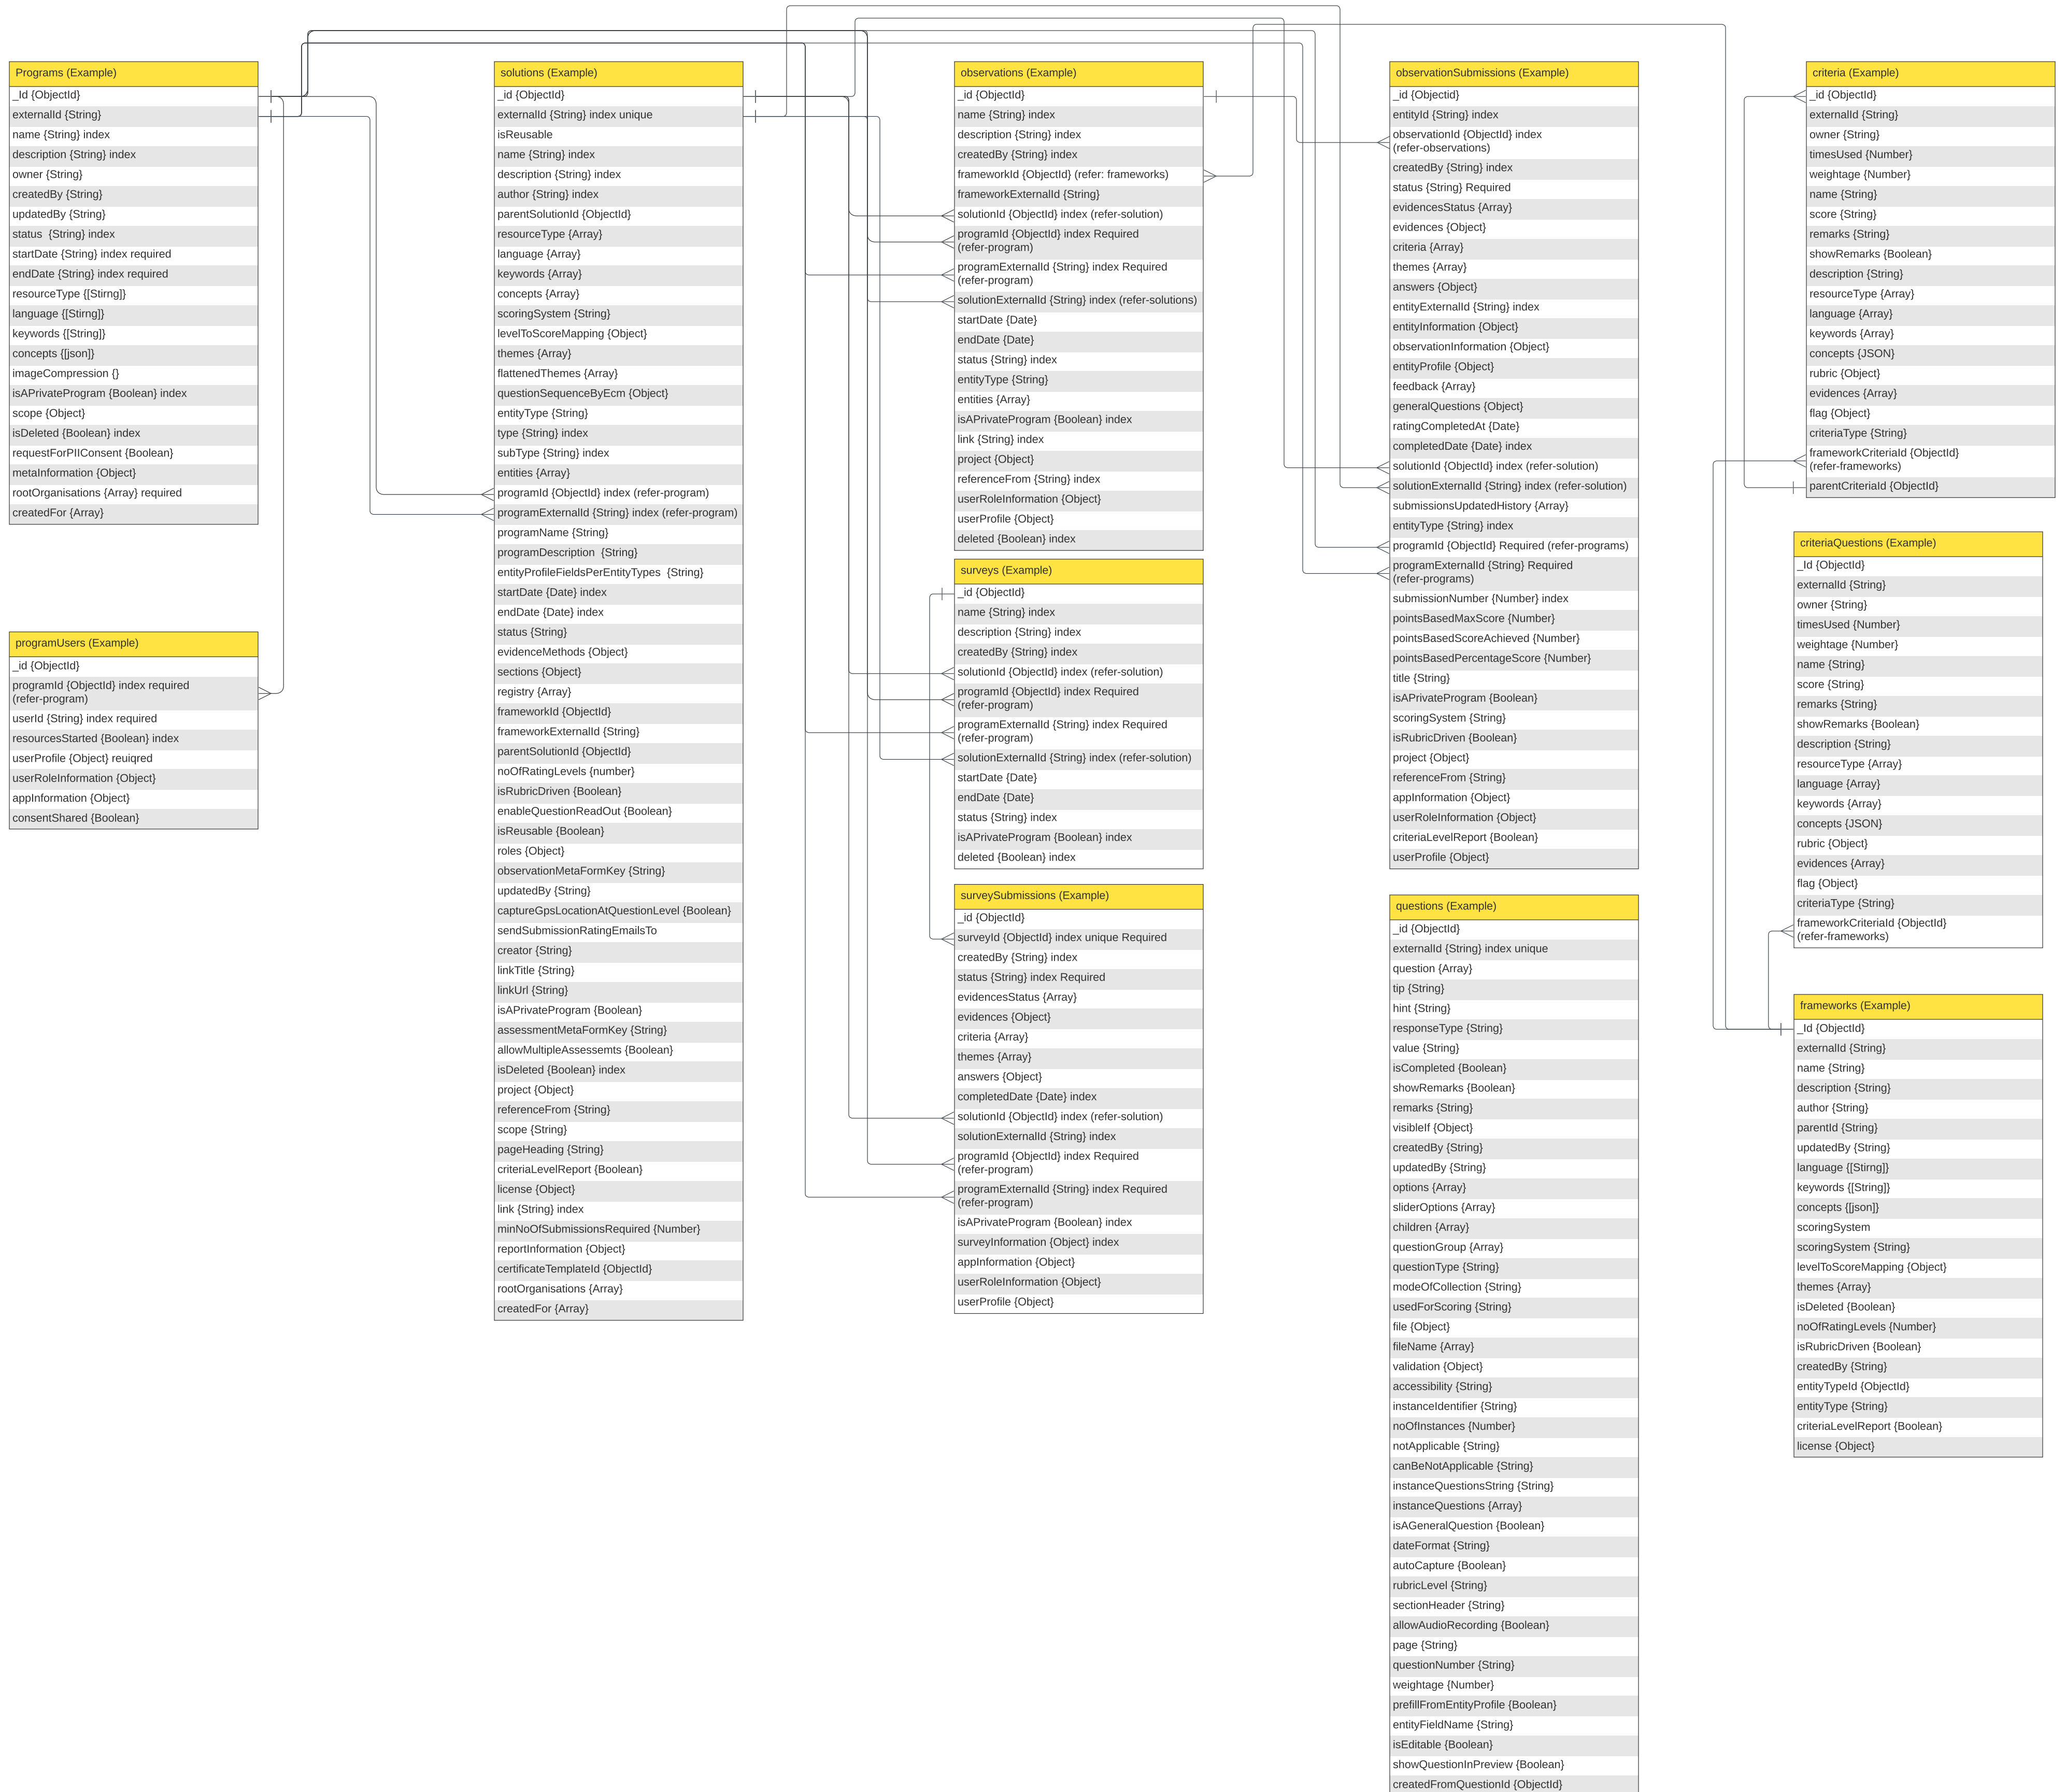 Programs (Example)
_Id {ObjectId}
externalId {String}
name {String} index
description {String} index
owner {String}
createdBy {String}
updatedBy {String}
status  {String} index
startDate {String} index required
endDate {String} index required
resourceType {[Stirng]}
language {[Stirng]}
keywords {[String]}
concepts {[json]}
imageCompression {}
isAPrivateProgram {Boolean} index
scope {Object}
isDeleted {Boolean} index
requestForPIIConsent {Boolean}
metaInformation {Object}
rootOrganisations {Array} required
createdFor {Array}
programUsers (Example)
_id {ObjectId}
programId {ObjectId} index required
(refer-program)
userId {String} index required
resourcesStarted {Boolean} index
userProfile {Object} reuiqred
userRoleInformation {Object}
appInformation {Object}
consentShared {Boolean}
solutions (Example)
_id {ObjectId}
externalId {String} index unique
isReusable
name {String} index
description {String} index
author {String} index
parentSolutionId {ObjectId}
resourceType {Array}
language {Array}
keywords {Array}
concepts {Array}
scoringSystem {String}
levelToScoreMapping {Object}
themes {Array}
flattenedThemes {Array}
questionSequenceByEcm {Object}
entityType {String}
type {String} index
subType {String} index
entities {Array}
programId {ObjectId} index (refer-program)
programExternalId {String} index (refer-program)
programName {String}
programDescription  {String}
entityProfileFieldsPerEntityTypes  {String}
startDate {Date} index
endDate {Date} index
status {String}
evidenceMethods {Object}
sections {Object}
registry {Array}
frameworkId {ObjectId}
frameworkExternalId {String}
parentSolutionId {ObjectId}
noOfRatingLevels {number}
isRubricDriven {Boolean}
enableQuestionReadOut {Boolean}
isReusable {Boolean}
roles {Object}
observationMetaFormKey {String}
updatedBy {String}
captureGpsLocationAtQuestionLevel {Boolean}
sendSubmissionRatingEmailsTo
creator {String}
linkTitle {String}
linkUrl {String}
isAPrivateProgram {Boolean}
assessmentMetaFormKey {String}
allowMultipleAssessemts {Boolean}
isDeleted {Boolean} index
project {Object}
referenceFrom {String}
scope {String}
pageHeading {String}
criteriaLevelReport {Boolean}
license {Object}
link {String} index
minNoOfSubmissionsRequired {Number}
reportInformation {Object}
certificateTemplateId {ObjectId}
rootOrganisations {Array}
createdFor {Array}
observations (Example)
_id {ObjectId}
name {String} index
description {String} index
createdBy {String} index
frameworkId {ObjectId} (refer: frameworks)
frameworkExternalId {String}
solutionId {ObjectId} index (refer-solution)
programId {ObjectId} index Required
(refer-program)
programExternalId {String} index Required
(refer-program)
solutionExternalId {String} index (refer-solutions)
startDate {Date}
endDate {Date}
status {String} index
entityType {String}
entities {Array}
isAPrivateProgram {Boolean} index
link {String} index
project {Object}
referenceFrom {String} index
userRoleInformation {Object}
userProfile {Object}
deleted {Boolean} index
surveys (Example)
_id {ObjectId}
name {String} index
description {String} index
createdBy {String} index
solutionId {ObjectId} index (refer-solution)
programId {ObjectId} index Required
(refer-program)
programExternalId {String} index Required
(refer-program)
solutionExternalId {String} index (refer-solution)
startDate {Date}
endDate {Date}
status {String} index
isAPrivateProgram {Boolean} index
deleted {Boolean} index
surveySubmissions (Example)
_id {ObjectId}
surveyId {ObjectId} index unique Required
createdBy {String} index
status {String} index Required
evidencesStatus {Array}
evidences {Object}
criteria {Array}
themes {Array}
answers {Object}
completedDate {Date} index
solutionId {ObjectId} index (refer-solution)
solutionExternalId {String} index
programId {ObjectId} index Required
(refer-program)
programExternalId {String} index Required
(refer-program)
isAPrivateProgram {Boolean} index
surveyInformation {Object} index
appInformation {Object}
userRoleInformation {Object}
userProfile {Object}
observationSubmissions (Example)
_id {Objectid}
entityId {String} index
observationId {ObjectId} index
(refer-observations)
createdBy {String} index
status {String} Required
evidencesStatus {Array}
evidences {Object}
criteria {Array}
themes {Array}
answers {Object}
entityExternalId {String} index
entityInformation {Object}
observationInformation {Object}
entityProfile {Object}
feedback {Array}
generalQuestions {Object}
ratingCompletedAt {Date}
completedDate {Date} index
solutionId {ObjectId} index (refer-solution)
solutionExternalId {String} index (refer-solution)
submissionsUpdatedHistory {Array}
entityType {String} index
programId {ObjectId} Required (refer-programs)
programExternalId {String} Required
(refer-programs)
submissionNumber {Number} index
pointsBasedMaxScore {Number}
pointsBasedScoreAchieved {Number}
pointsBasedPercentageScore {Number}
title {String}
isAPrivateProgram {Boolean}
scoringSystem {String}
isRubricDriven {Boolean}
project {Object}
referenceFrom {String}
appInformation {Object}
userRoleInformation {Object}
criteriaLevelReport {Boolean}
userProfile {Object}
questions (Example)
_id {ObjectId}
externalId {String} index unique
question {Array}
tip {String}
hint {String}
responseType {String}
value {String}
isCompleted {Boolean}
showRemarks {Boolean}
remarks {String}
visibleIf {Object}
createdBy {String}
updatedBy {String}
options {Array}
sliderOptions {Array}
children {Array}
questionGroup {Array}
questionType {String}
modeOfCollection {String}
usedForScoring {String}
file {Object}
fileName {Array}
validation {Object}
accessibility {String}
instanceIdentifier {String}
noOfInstances {Number}
notApplicable {String}
canBeNotApplicable {String}
instanceQuestionsString {String}
instanceQuestions {Array}
isAGeneralQuestion {Boolean}
dateFormat {String}
autoCapture {Boolean}
rubricLevel {String}
sectionHeader {String}
allowAudioRecording {Boolean}
page {String}
questionNumber {String}
weightage {Number}
prefillFromEntityProfile {Boolean}
entityFieldName {String}
isEditable {Boolean}
showQuestionInPreview {Boolean}
createdFromQuestionId {ObjectId}
criteria (Example)
_id {ObjectId}
externalId {String}
owner {String}
timesUsed {Number}
weightage {Number}
name {String}
score {String}
remarks {String}
showRemarks {Boolean}
description {String}
resourceType {Array}
language {Array}
keywords {Array}
concepts {JSON}
rubric {Object}
evidences {Array}
flag {Object}
criteriaType {String}
frameworkCriteriaId {ObjectId}
(refer-frameworks)
parentCriteriaId {ObjectId}
criteriaQuestions (Example)
_Id {ObjectId}
externalId {String}
owner {String}
timesUsed {Number}
weightage {Number}
name {String}
score {String}
remarks {String}
showRemarks {Boolean}
description {String}
resourceType {Array}
language {Array}
keywords {Array}
concepts {JSON}
rubric {Object}
evidences {Array}
flag {Object}
criteriaType {String}
frameworkCriteriaId {ObjectId}
(refer-frameworks)
frameworks (Example)
_Id {ObjectId}
externalId {String}
name {String}
description {String}
author {String}
parentId {String}
updatedBy {String}
language {[Stirng]}
keywords {[String]}
concepts {[json]}
scoringSystem
scoringSystem {String}
levelToScoreMapping {Object}
themes {Array}
isDeleted {Boolean}
noOfRatingLevels {Number}
isRubricDriven {Boolean}
createdBy {String}
entityTypeId {ObjectId}
entityType {String}
criteriaLevelReport {Boolean}
license {Object}